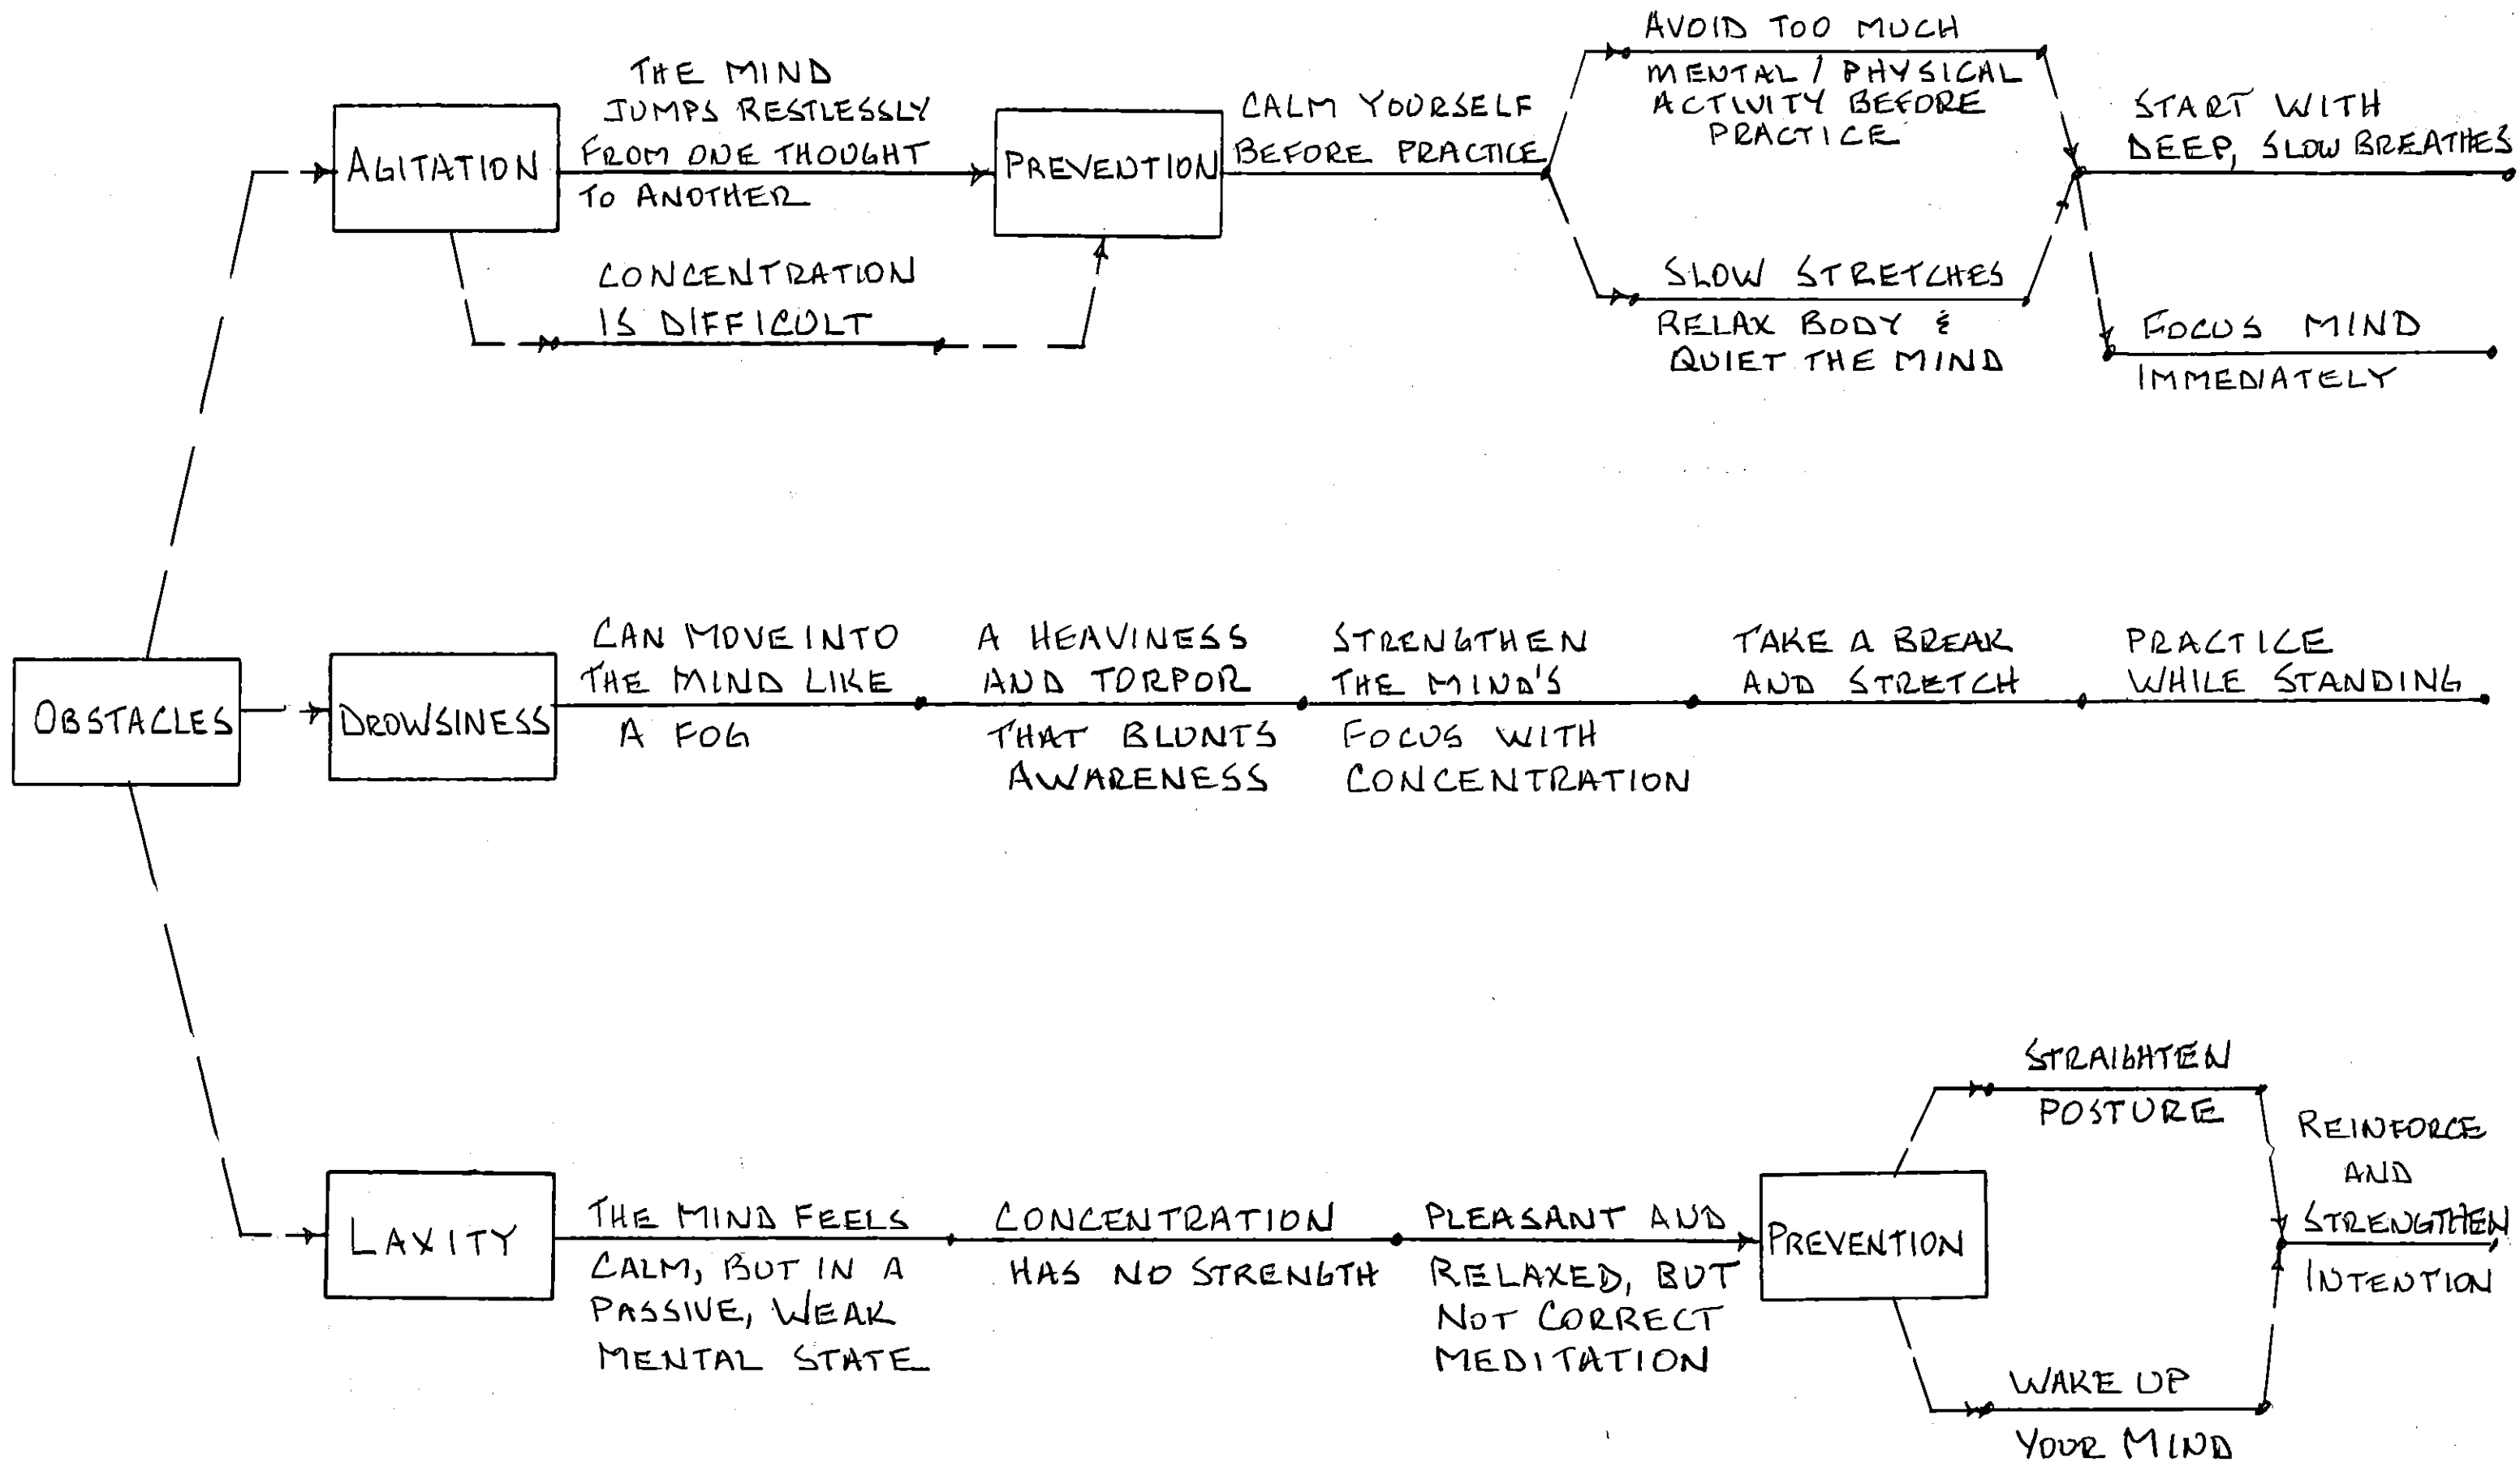 THE MIND
JUMPS RESTLESSLY
FROM ONE THOUGHT
TO ANOTHER
AGITATION
CONCENTRATION
IS DIFFICULT
PREVENTION
CALM YOURSELF
BEFORE PRACTICE
AVOID TOO MUCH
MENTAL / PHYSICAL
ACTIVITY BEFORE
PRACTICE
SLOW STRETCHES
RELAX BODY &
QUIET THE MIND
START WITH
DEEP, SLOW BREATHES
FOCUS MIND
IMMEDIATELY
OBSTACLES
DROWSINESS
CAN MOVE INTO
THE MIND LIKE
A FOG
A HEAVINESS
AND TORPOR
THAT BLUNTS
AWARENESS
STRENGTHEN
THE MIND'S
FOCUS WITH
CONCENTRATION
TAKE A BREAK
AND STRETCH
PRACTICE
WHILE STANDING
LAXITY
THE MIND FEELS
CALM, BUT IN A
PASSIVE, WEAK
MENTAL STATE
CONCENTRATION
HAS NO STRENGTH
PLEASANT AND
RELAXED, BUT
NOT CORRECT
MEDITATION
PREVENTION
STRAIGHTEN
POSTURE
WAKE UP
YOUR MIND
REINFORCE
AND
STRENGTHEN
INTENTION